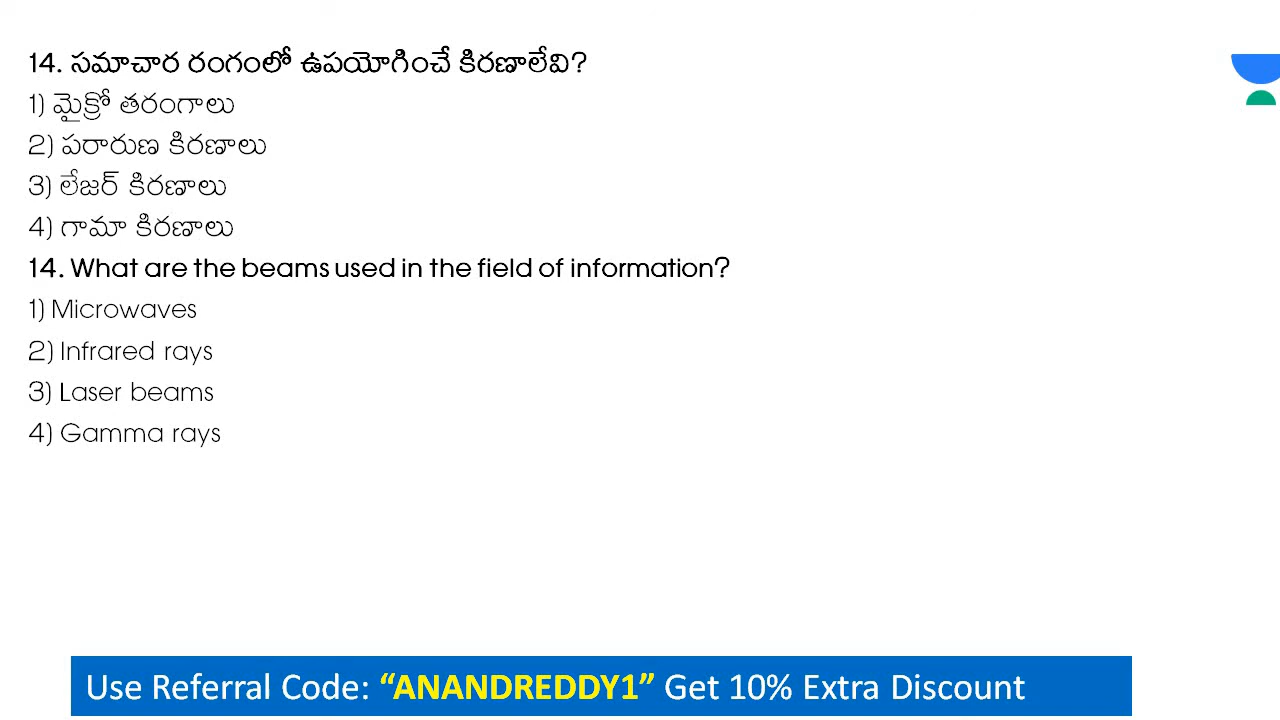 14. సమాచార రంగంలో ఉపయోగించే కిరణాలేవి?
1) మైక్రో తరంగాలు
2) పరారుణ కిరణాలు
3) లేజర్ కిరణాలు
4) గామా కిరణాలు
14. What are the beams used in the field of information?
1) Microwaves
2) Infrared rays
3) Laser beams
4) Gamma rays
Use Referral Code: “ANANDREDDY1” Get 10% Extra Discount